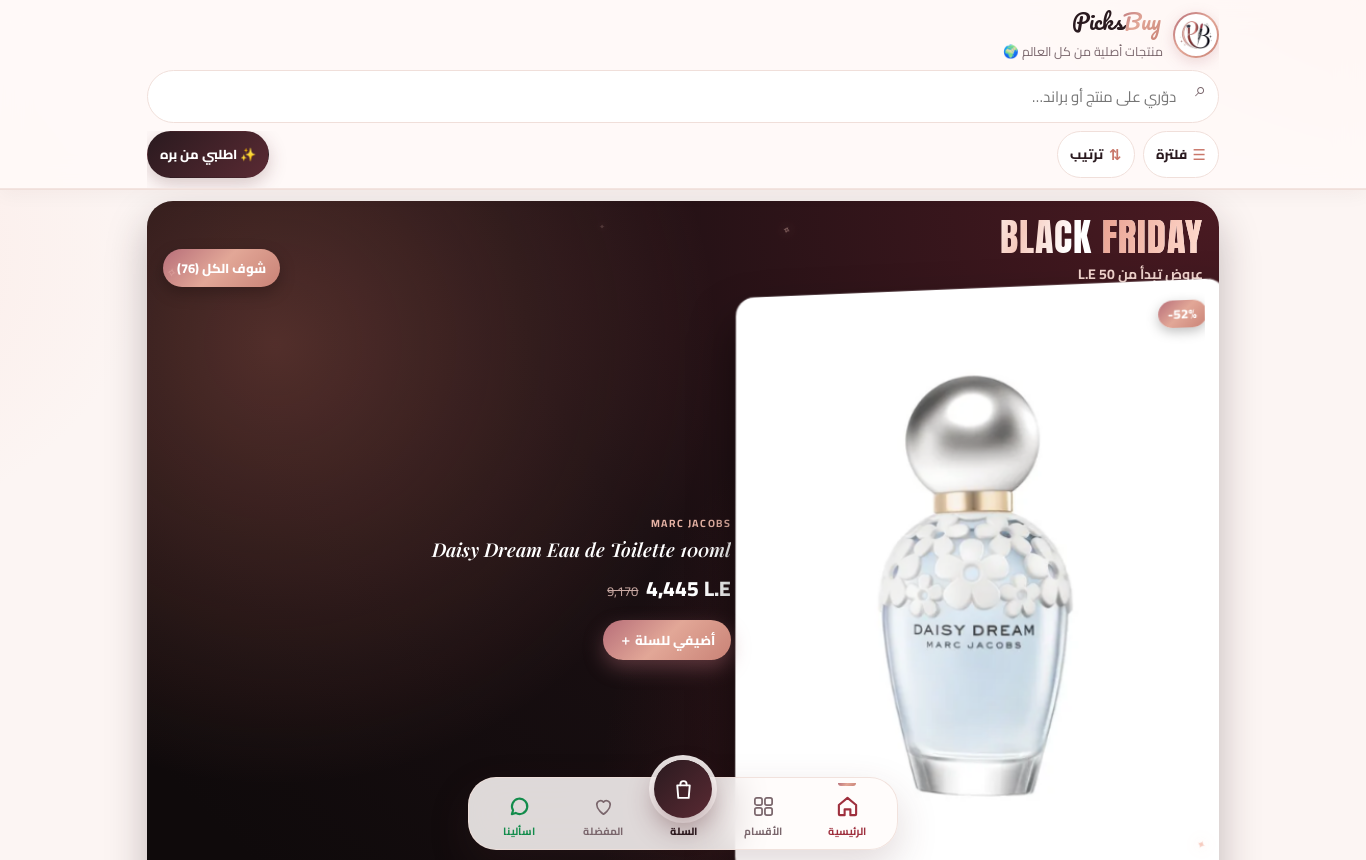 PicksBuy
منتجات أصلية من كل العالم 🌍
PB
دوّري على منتج أو براند...
☰ فلترة
⇅ ترتيب
✨ اطلبي من بره
BLACK FRIDAY
عروض تبدأ من 50 L.E
شوف الكل (76)
-52%
DAISY DREAM
MARC JACOBS
MARC JACOBS
Daisy Dream Eau de Toilette 100ml
4,445 L.E 9,170
أضيفي للسلة +
الرئيسية
الأقسام
السلة
المفضلة
اسألينا